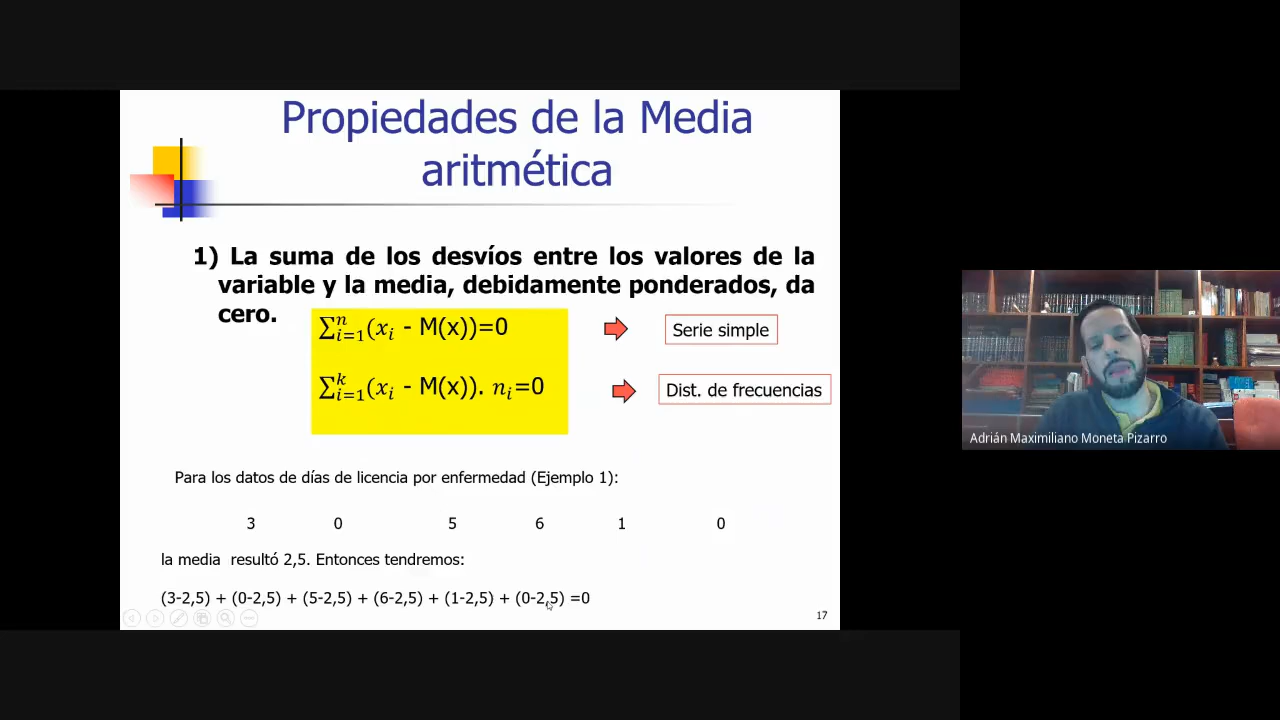 Propiedades de la Media
aritmética
1) La suma de los desvíos entre los valores de la
variable y la media, debidamente ponderados, da
cero.
∑ⁿᵢ₌₁(xᵢ - M(x))=0
Serie simple
∑ᵏᵢ₌₁(xᵢ - M(x)). nᵢ=0
Dist. de frecuencias
Para los datos de días de licencia por enfermedad (Ejemplo 1):
3 0 5 6 1 0
la media resultó 2,5. Entonces tendremos:
(3-2,5) + (0-2,5) + (5-2,5) + (6-2,5) + (1-2,5) + (0-2,5) =0
17
Adrián Maximiliano Moneta Pizarro